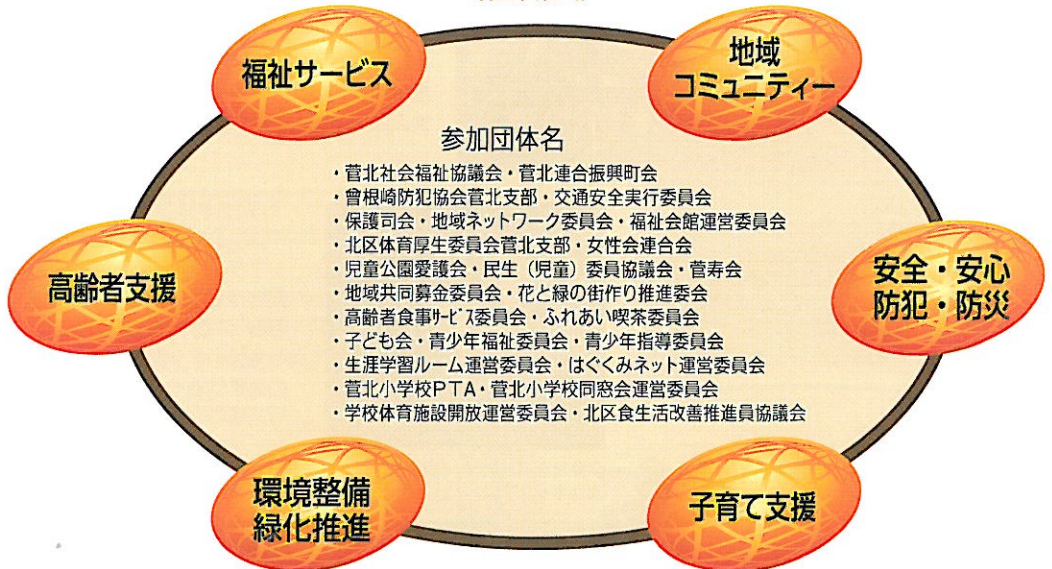 福祉サービス
地域
コミュニティー
参加団体名
・菅北社会福祉協議会・菅北連合振興町会
・曾根崎防犯協会菅北支部・交通安全実行委員会
・保護司会・地域ネットワーク委員会・福祉会館運営委員会
・北区体育厚生委員会菅北支部・女性会連合会
・児童公園愛護会・民生（児童）委員協議会・菅寿会
・地域共同募金委員会・花と緑の街作り推進委会
・高齢者食事ｻｰﾋﾞｽ委員会・ふれあい喫茶委員会
・子ども会・青少年福祉委員会・青少年指導委員会
・生涯学習ルーム運営委員会・はぐくみネット運営委員会
・菅北小学校ＰＴＡ・菅北小学校同窓会運営委員会
・学校体育施設開放運営委員会・北区食生活改善推進員協議会
高齢者支援
安全・安心
防犯・防災
環境整備
緑化推進
子育て支援